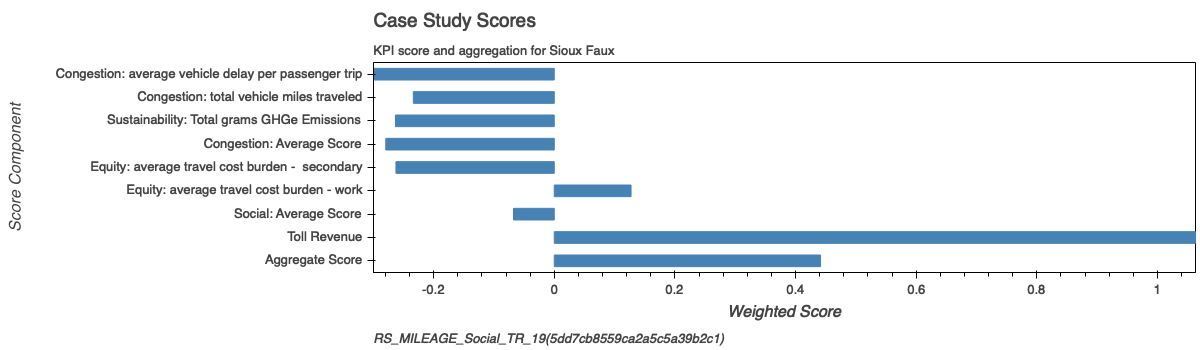 Case Study Scores
KPI score and aggregation for Sioux Faux
Score Component
Congestion: average vehicle delay per passenger trip
Congestion: total vehicle miles traveled
Sustainability: Total grams GHGe Emissions
Congestion: Average Score
Equity: average travel cost burden -  secondary
Equity: average travel cost burden - work
Social: Average Score
Toll Revenue
Aggregate Score
-0.2 0 0.2 0.4 0.6 0.8 1
Weighted Score
RS_MILEAGE_Social_TR_19(5dd7cb8559ca2a5c5a39b2c1)